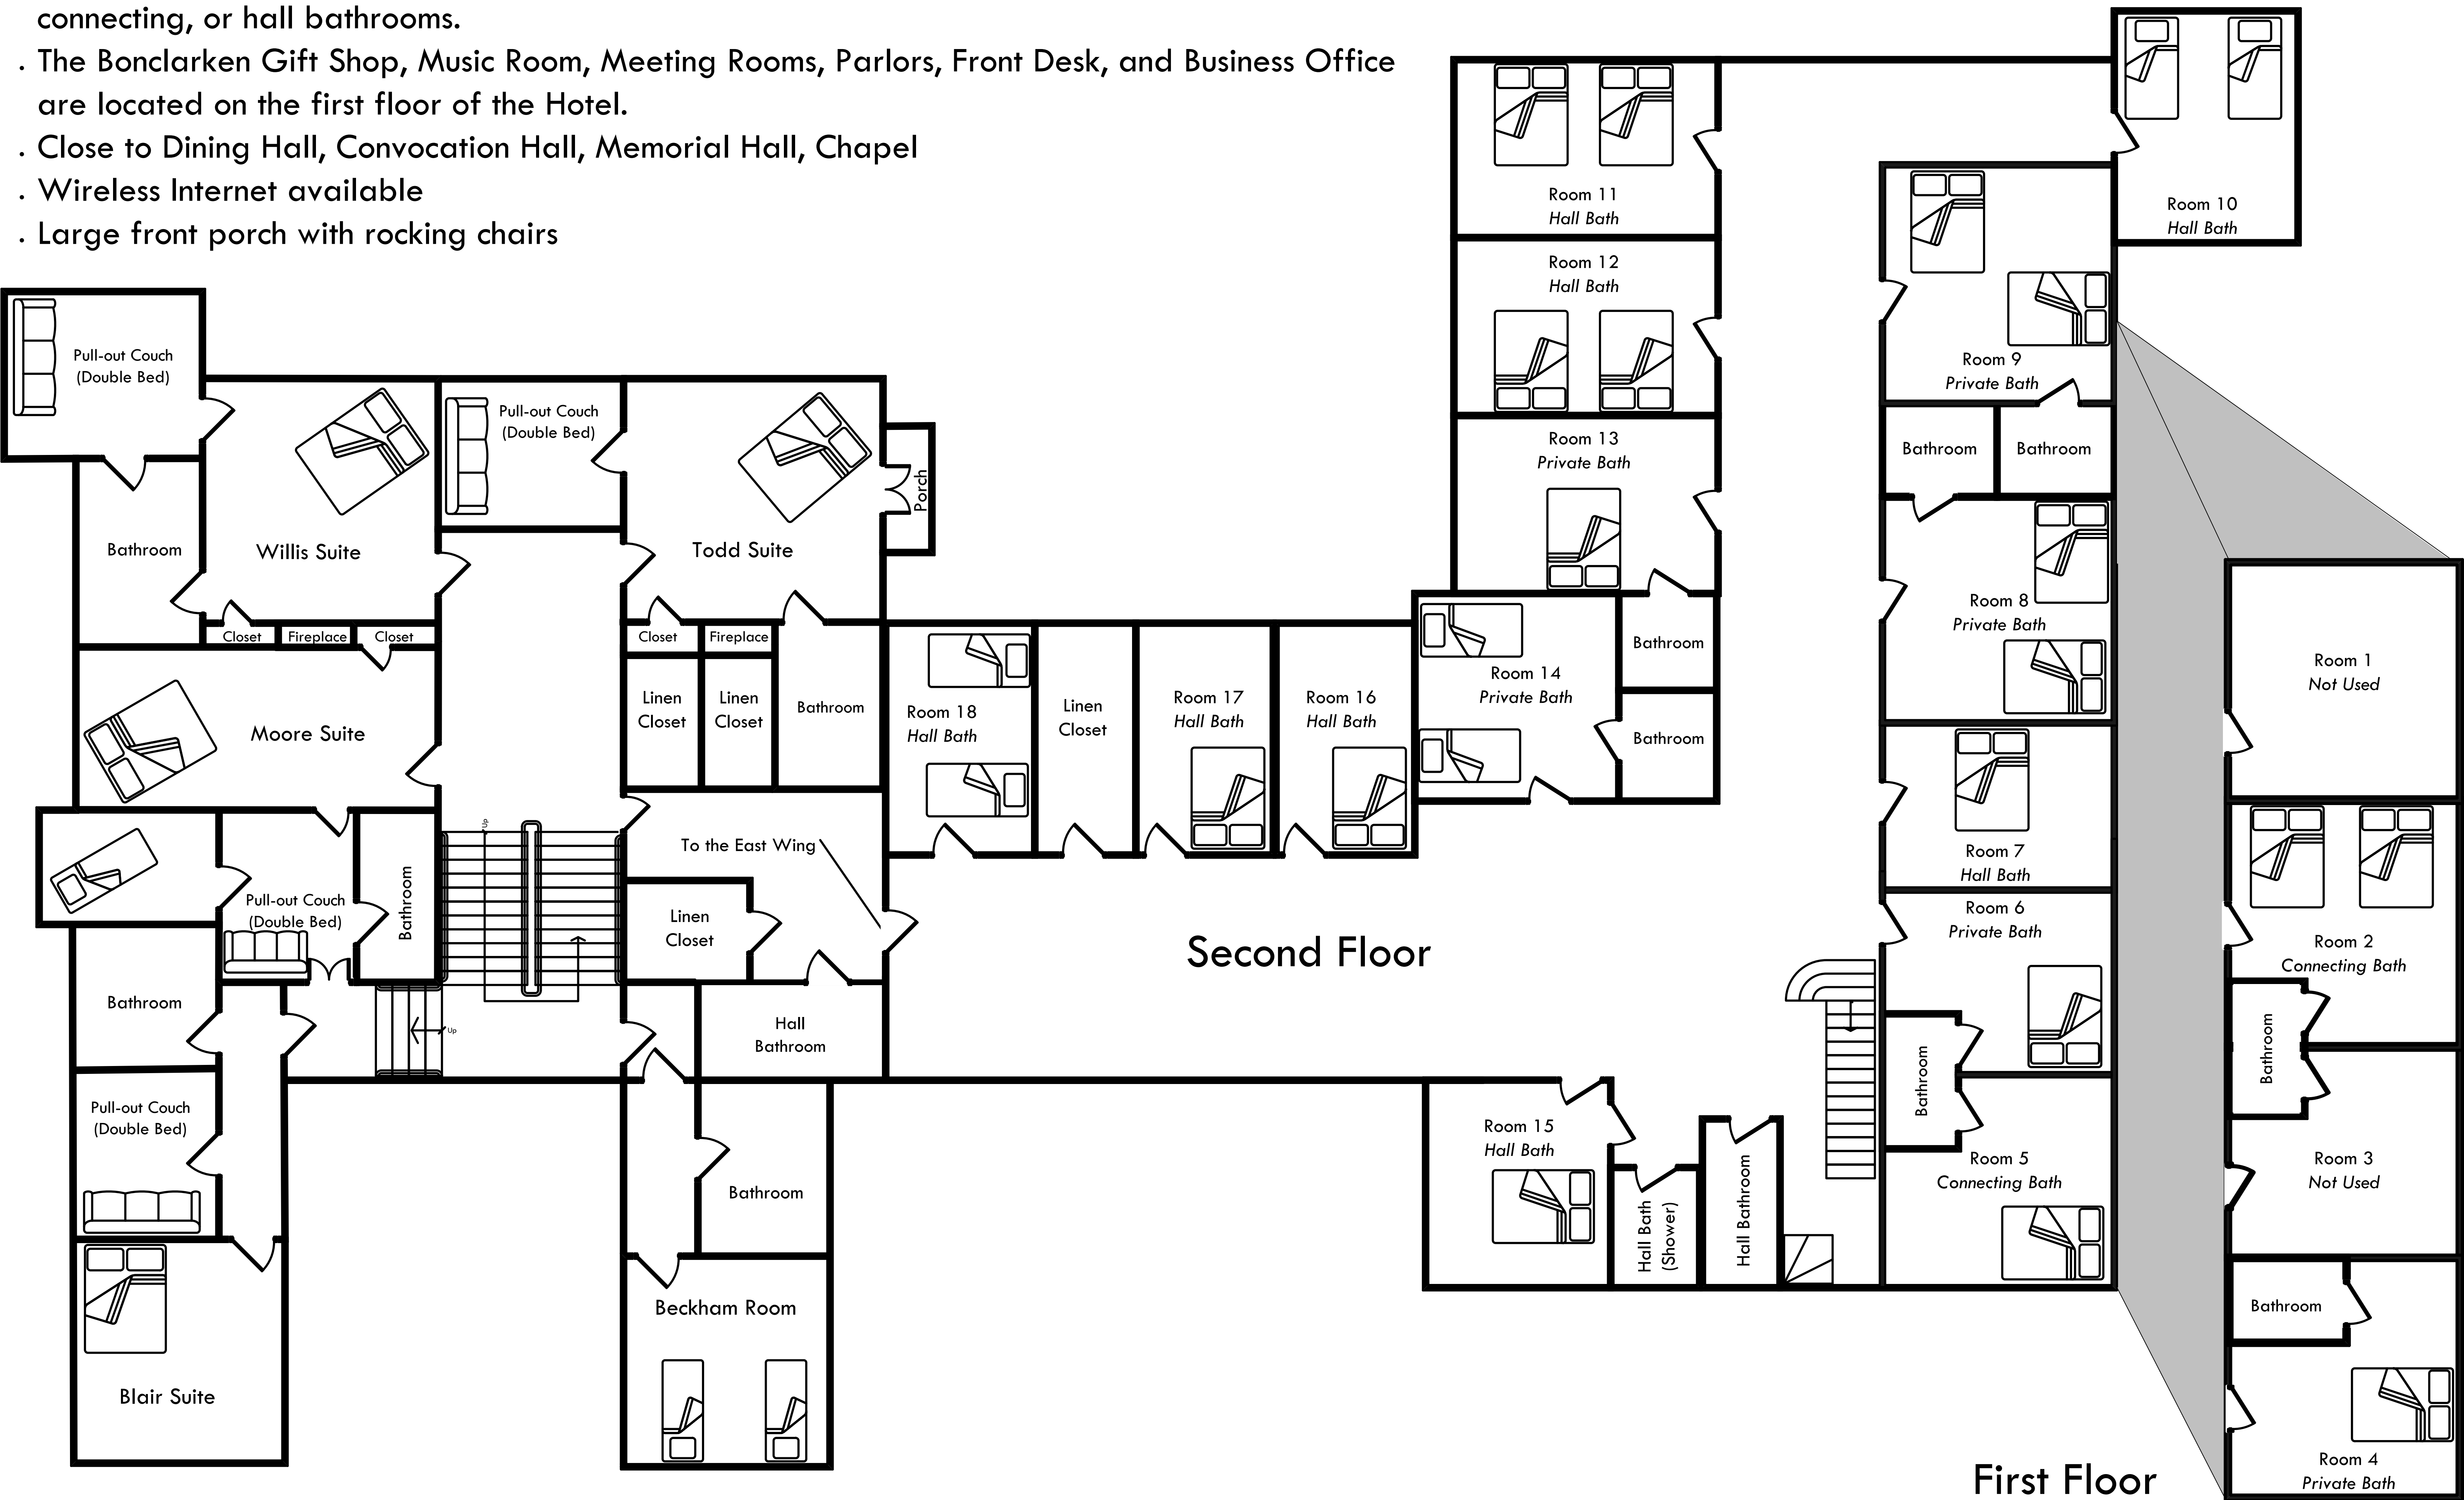 connecting, or hall bathrooms.
. The Bonclarken Gift Shop, Music Room, Meeting Rooms, Parlors, Front Desk, and Business Office
are located on the first floor of the Hotel.
. Close to Dining Hall, Convocation Hall, Memorial Hall, Chapel
. Wireless Internet available
. Large front porch with rocking chairs
Room 10
Hall Bath
Room 11
Hall Bath
Room 12
Hall Bath
Room 9
Private Bath
Pull-out Couch
(Double Bed)
Pull-out Couch
(Double Bed)
Room 13
Private Bath
Bathroom
Bathroom
Porch
Bathroom
Willis Suite
Todd Suite
Room 8
Private Bath
Closet
Fireplace
Closet
Closet
Fireplace
Bathroom
Room 14
Private Bath
Room 1
Not Used
Moore Suite
Linen
Closet
Linen
Closet
Bathroom
Room 18
Hall Bath
Linen
Closet
Room 17
Hall Bath
Room 16
Hall Bath
Bathroom
Up
To the East Wing
Room 7
Hall Bath
Pull-out Couch
(Double Bed)
Bathroom
Linen
Closet
Second Floor
Room 6
Private Bath
Room 2
Connecting Bath
Bathroom
Up
Hall
Bathroom
Bathroom
Bathroom
Pull-out Couch
(Double Bed)
Room 15
Hall Bath
Bathroom
Hall Bath
(Shower)
Hall Bathroom
Room 5
Connecting Bath
Room 3
Not Used
Beckham Room
Bathroom
Blair Suite
Room 4
Private Bath
First Floor